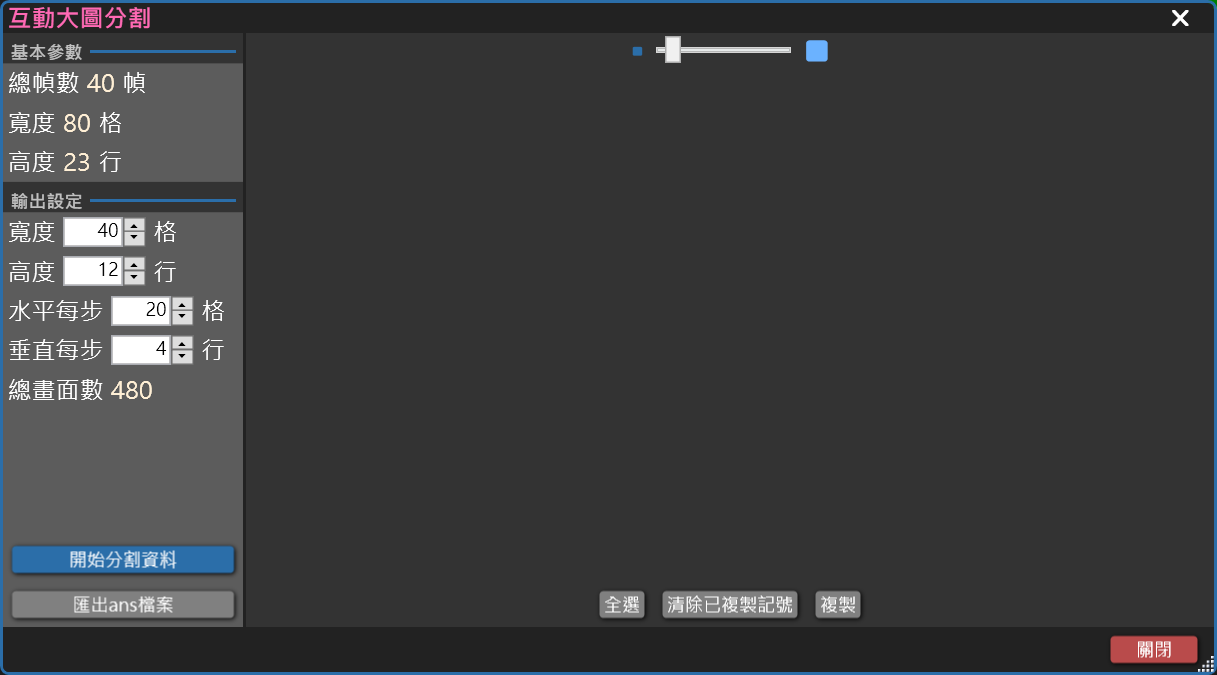 互動大圖分割
基本參數
總幀數 40 幀
寬度 80 格
高度 23 行
輸出設定
寬度 40 格
高度 12 行
水平每步 20 格
垂直每步 4 行
總畫面數 480
開始分割資料
匯出ans檔案
全選 清除已複製記號 複製
關閉